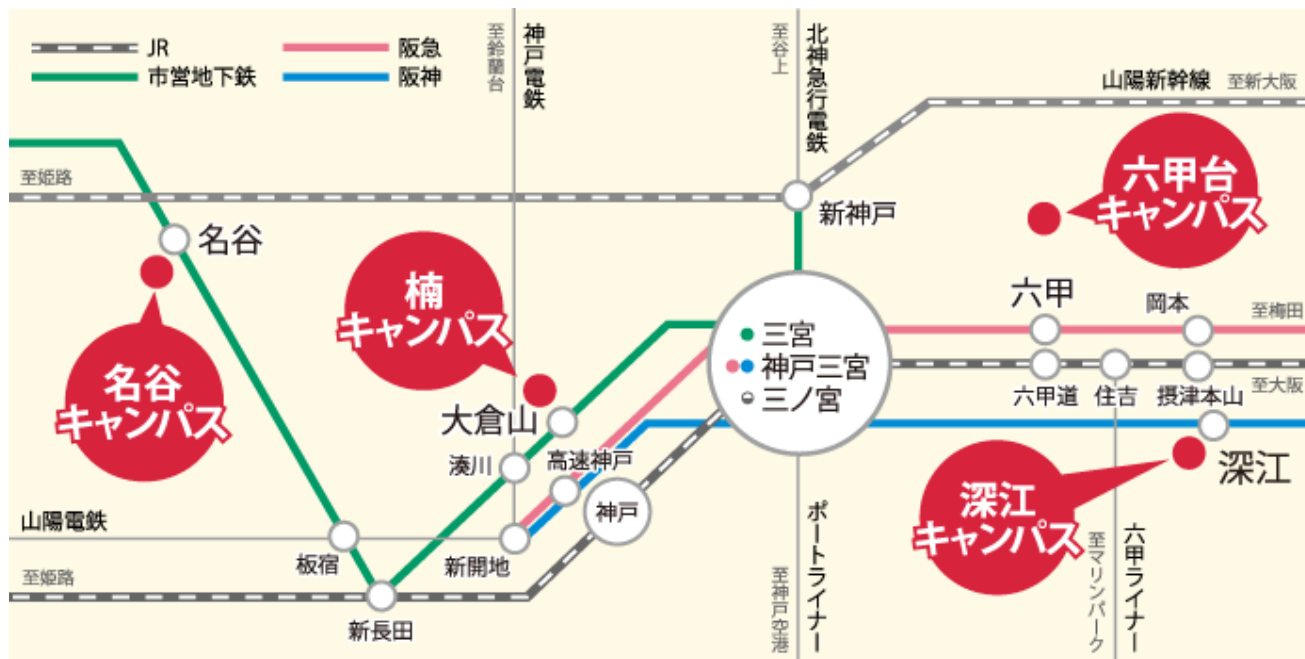 JR
阪急
市営地下鉄
阪神
至鈴蘭台
神戸電鉄
至谷上
北神急行電鉄
山陽新幹線
至新大阪
至姫路
新神戸
六甲台
キャンパス
名谷
楠
キャンパス
六甲
岡本
至梅田
三宮
神戸三宮
三ノ宮
名谷
キャンパス
大倉山
六甲道
住吉
摂津本山
至大阪
湊川
高速神戸
深江
神戸
深江
キャンパス
山陽電鉄
板宿
新開地
至姫路
新長田
ポートライナー
至神戸空港
六甲ライナー
至マリンパーク